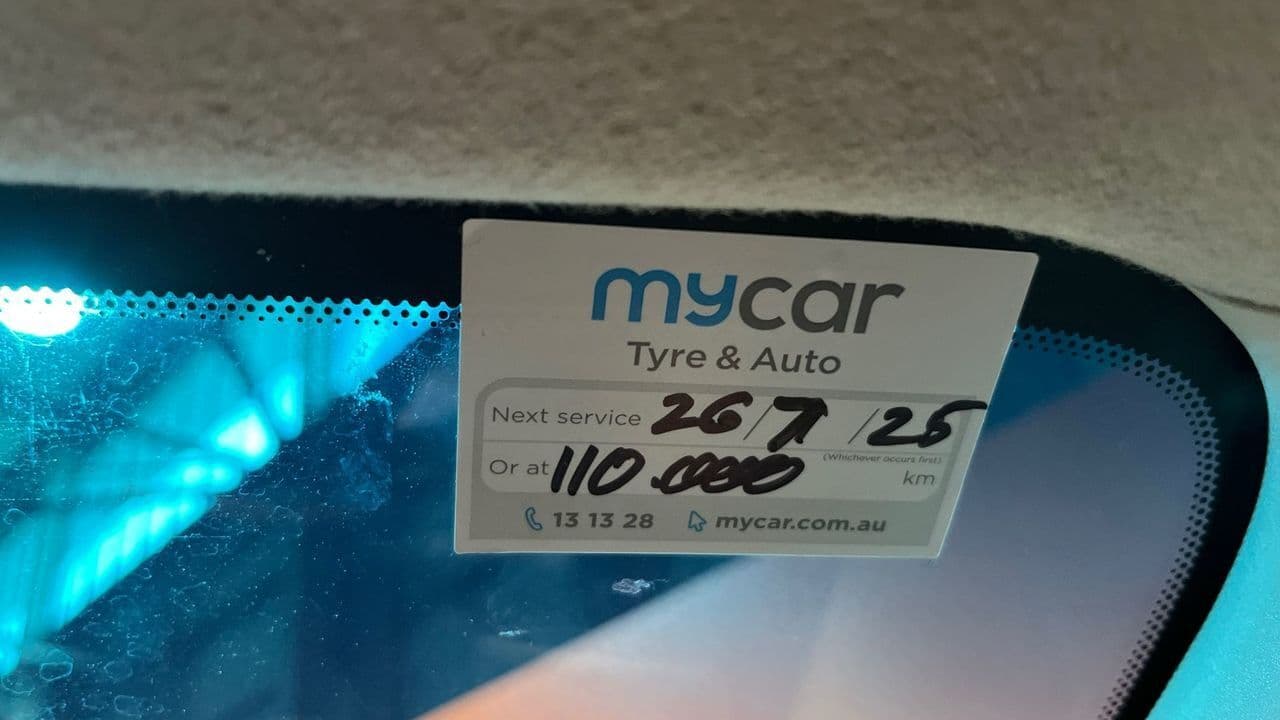 mycar
Tyre & Auto
Next service 26/7/25
(Whichever occurs first)
Or at 110.000 km
13 13 28 mycar.com.au